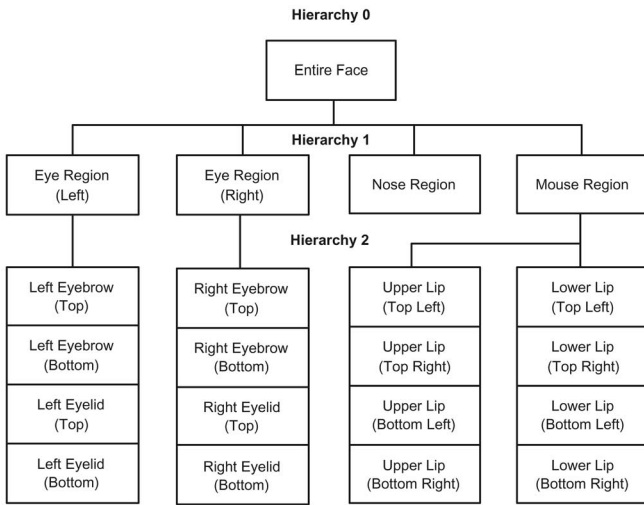 Hierarchy 0
Entire Face
Hierarchy 1
Eye Region
(Left)
Eye Region
(Right)
Nose Region
Mouse Region
Hierarchy 2
Left Eyebrow
(Top)
Left Eyebrow
(Bottom)
Left Eyelid
(Top)
Left Eyelid
(Bottom)
Right Eyebrow
(Top)
Right Eyebrow
(Bottom)
Right Eyelid
(Top)
Right Eyelid
(Bottom)
Upper Lip
(Top Left)
Upper Lip
(Top Right)
Upper Lip
(Bottom Left)
Upper Lip
(Bottom Right)
Lower Lip
(Top Left)
Lower Lip
(Top Right)
Lower Lip
(Bottom Left)
Lower Lip
(Bottom Right)